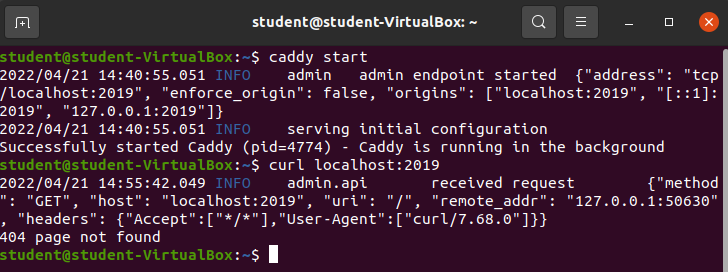 student@student-VirtualBox: ~
student@student-VirtualBox:~$ caddy start
2022/04/21 14:40:55.051 INFO    admin   admin endpoint started  {"address": "tcp
/localhost:2019", "enforce_origin": false, "origins": ["localhost:2019", "[::1]:
2019", "127.0.0.1:2019"]}
2022/04/21 14:40:55.051 INFO    serving initial configuration
Successfully started Caddy (pid=4774) - Caddy is running in the background
student@student-VirtualBox:~$ curl localhost:2019
2022/04/21 14:55:42.049 INFO    admin.api       received request        {"method
": "GET", "host": "localhost:2019", "uri": "/", "remote_addr": "127.0.0.1:50630"
, "headers": {"Accept":["*/*"],"User-Agent":["curl/7.68.0"]}}
404 page not found
student@student-VirtualBox:~$